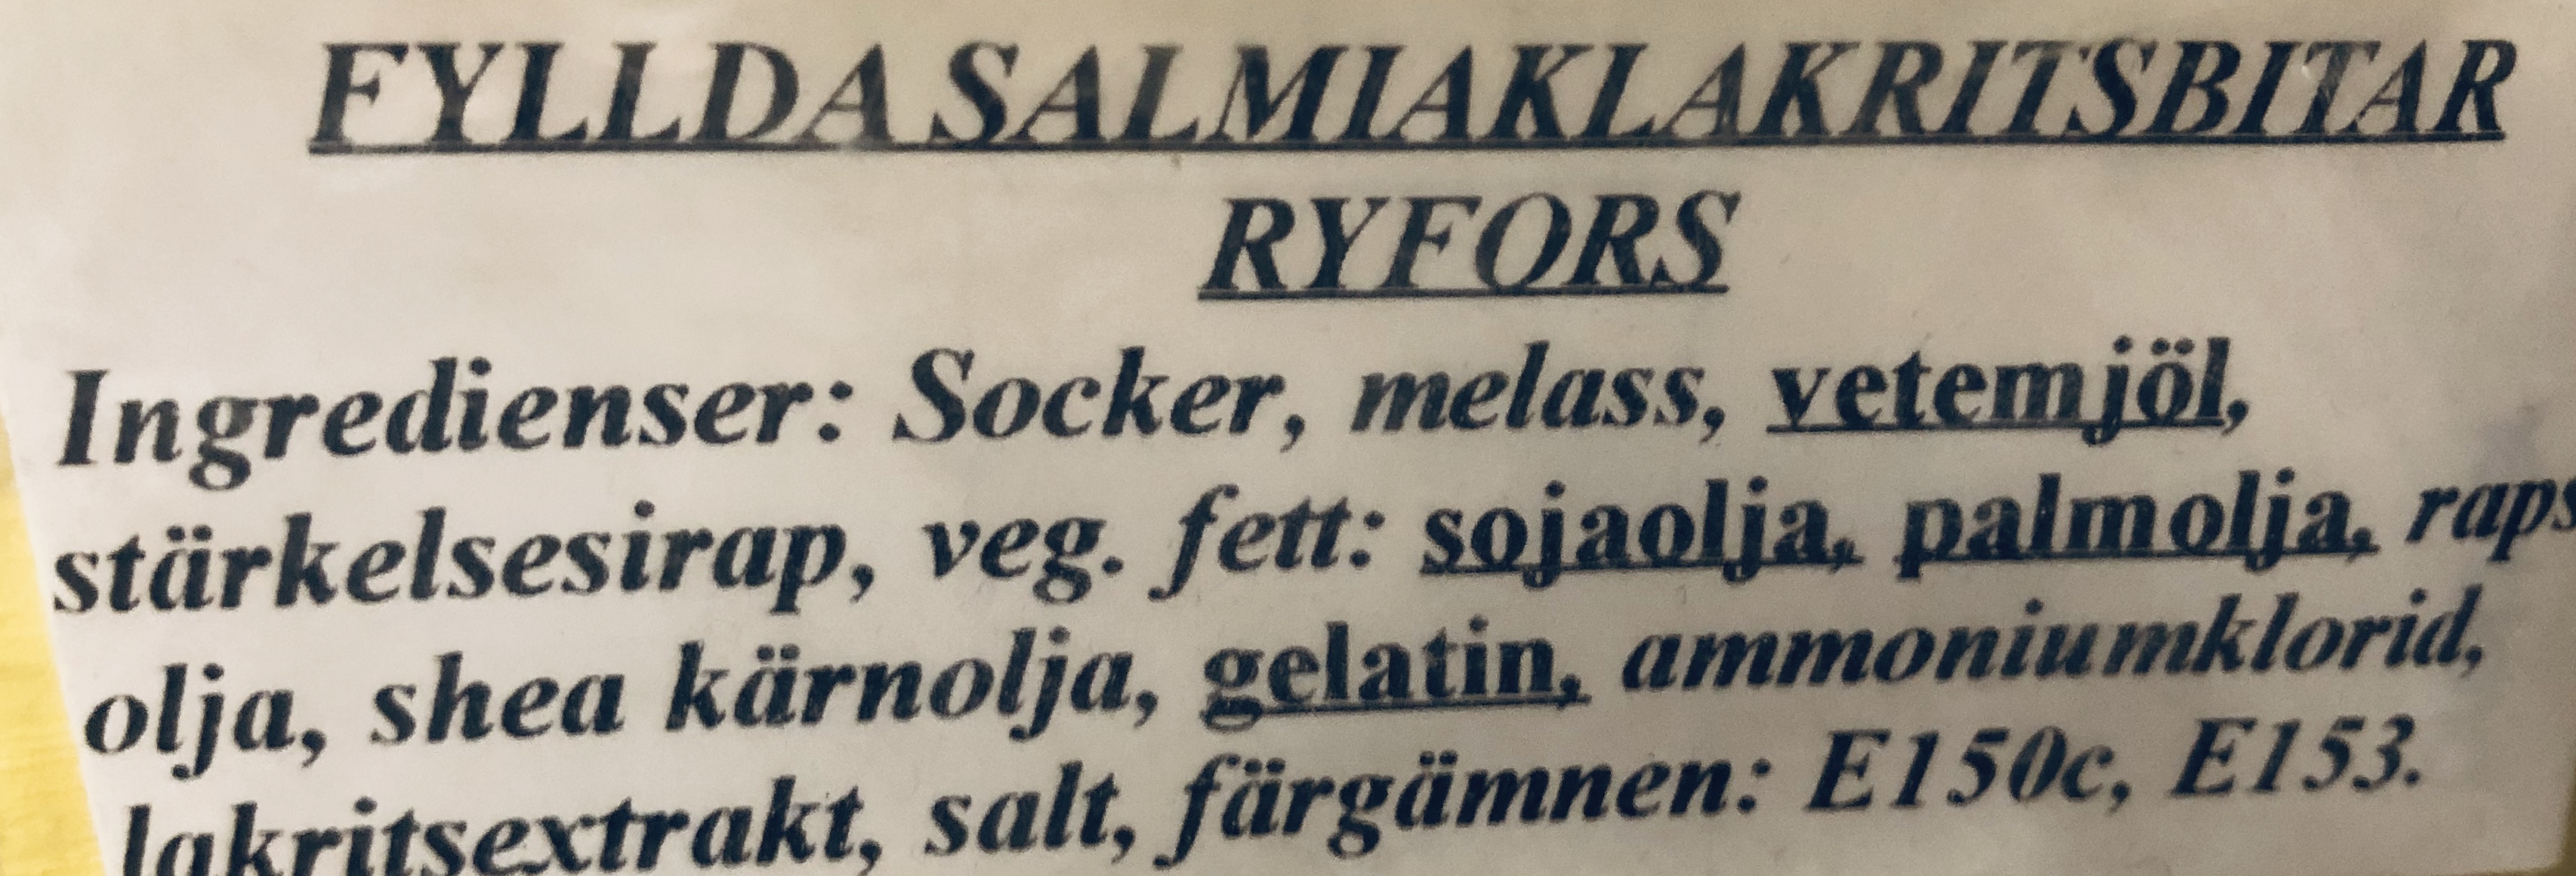 FYLLDA SALMIAKLAKRITSBITAR
RYFORS
Ingredienser: Socker, melass, vetemjöl,
stärkelsesirap, veg. fett: sojaolja, palmolja, raps
olja, shea kärnolja, gelatin, ammoniumklorid,
lakritsextrakt, salt, färgämnen: E150c, E153.